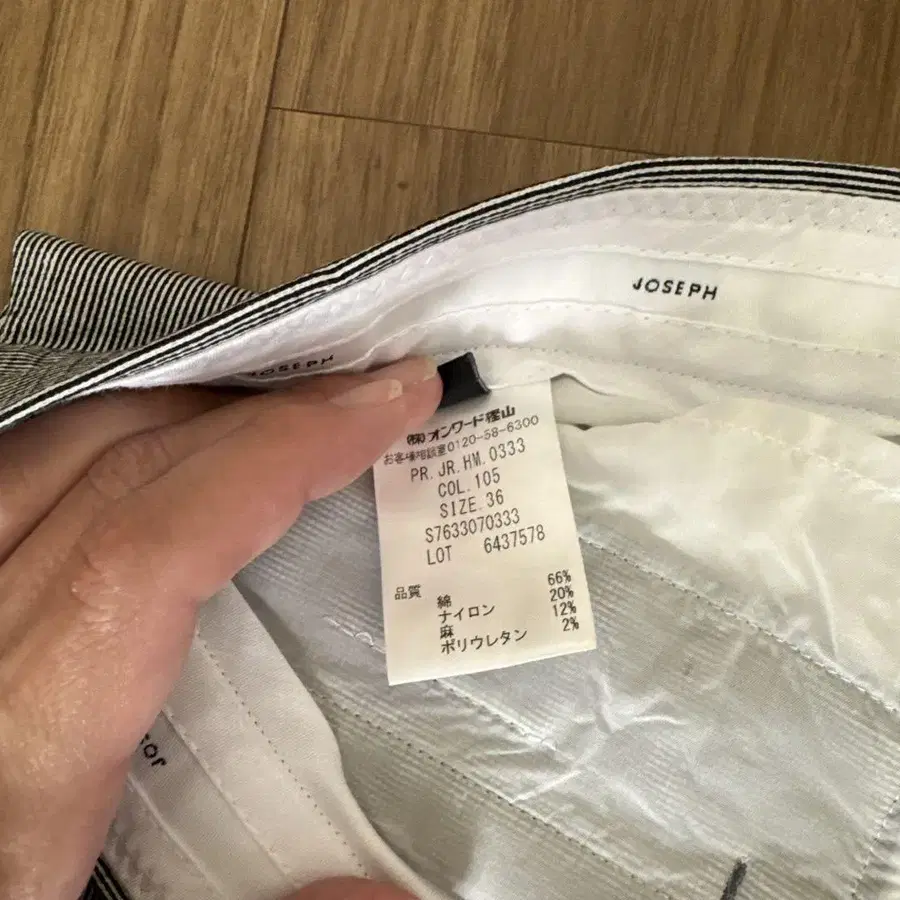 JOSEPH
JOSEPH
㈱オンワード樫山
お客様相談室0120-58-6300
PR.JR.HM.0333
COL.105
SIZE.36
S7633070333
LOT 6437578
品質
綿 66%
ナイロン 20%
麻 12%
ポリウレタン 2%